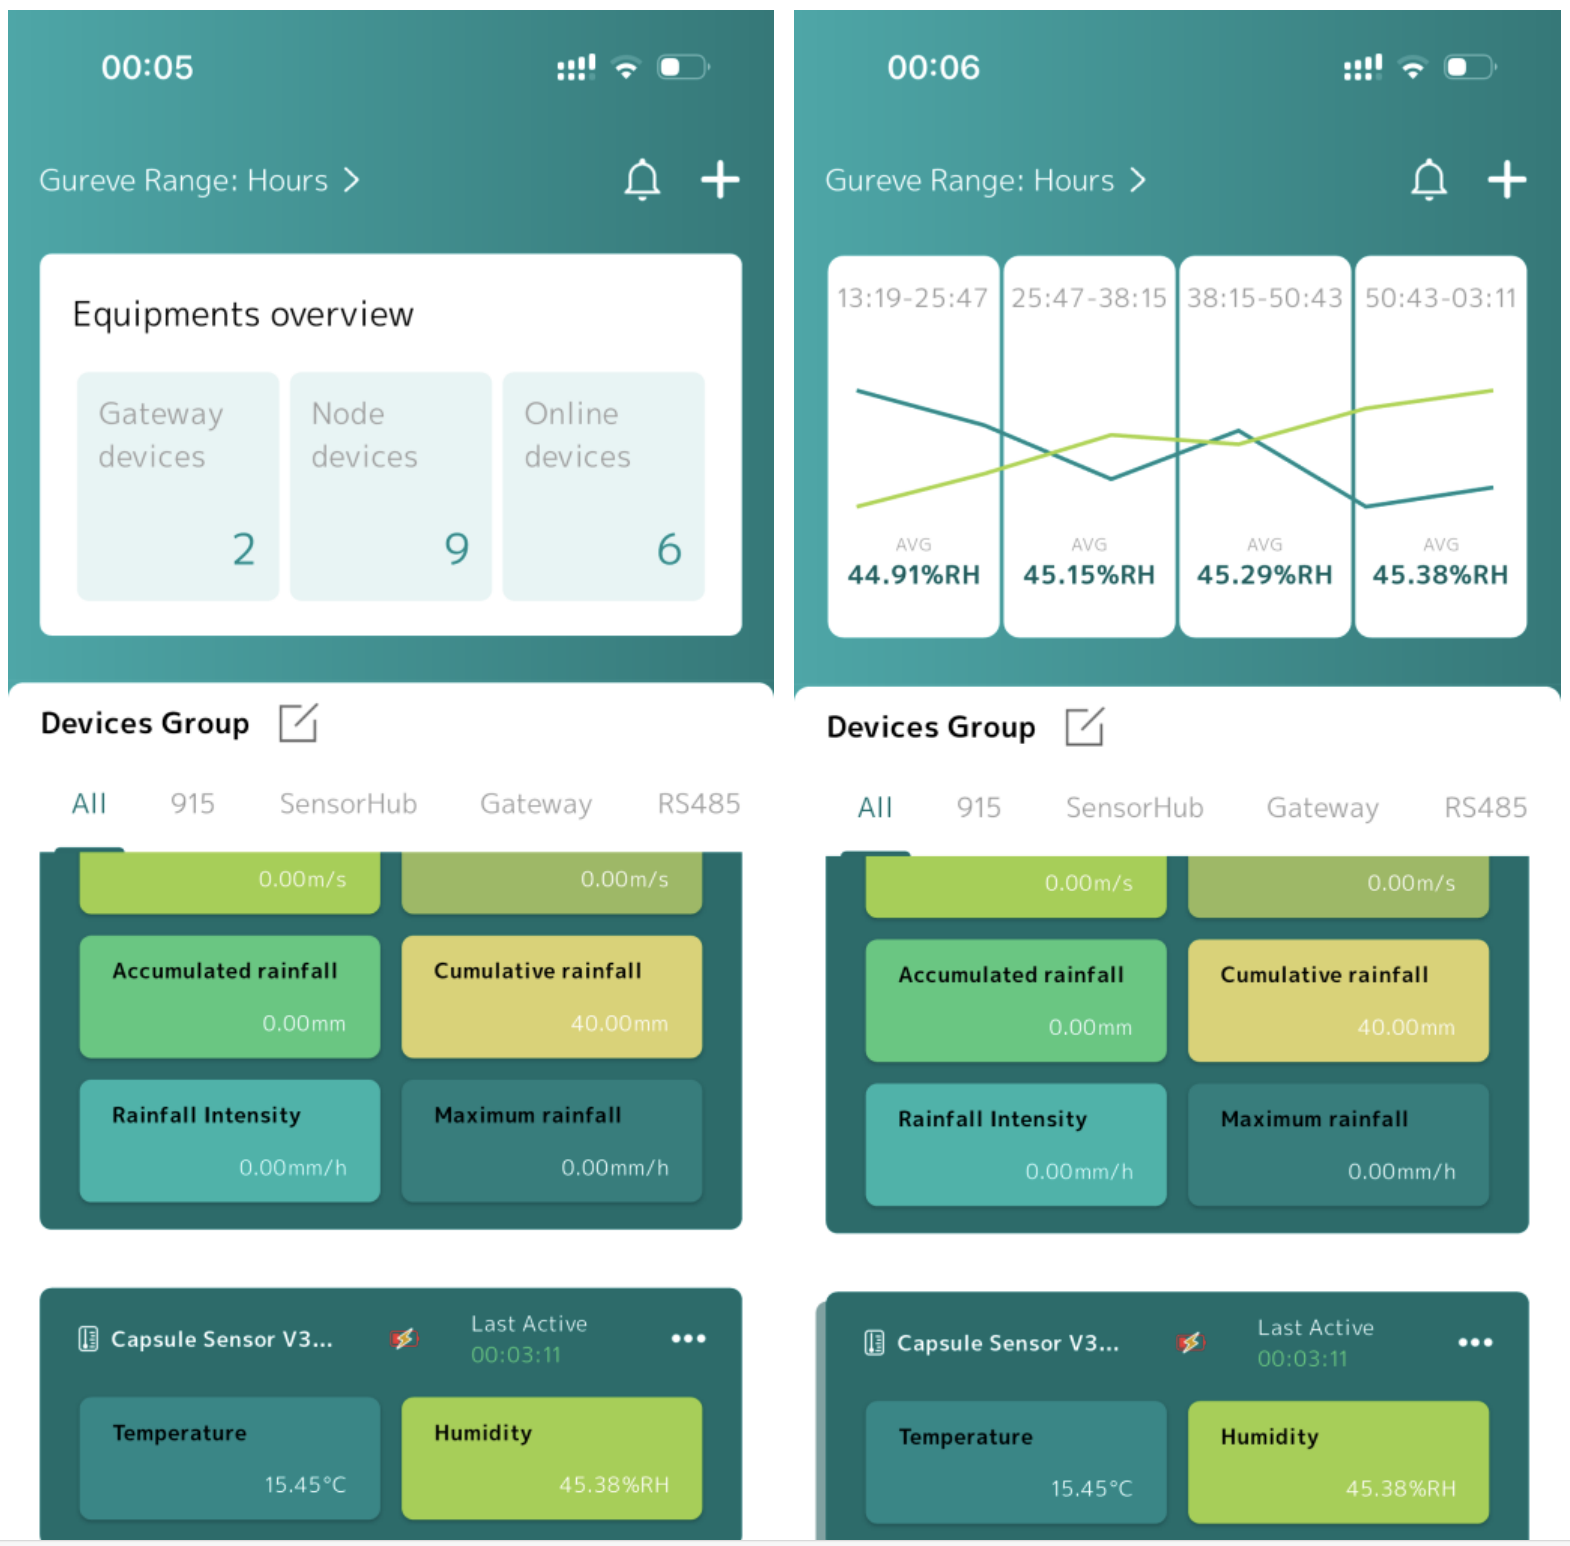 00:05
Gureve Range: Hours
Equipments overview
Gateway devices
2
Node devices
9
Online devices
6
Devices Group
All 915 SensorHub Gateway RS485
0.00m/s 0.00m/s
Accumulated rainfall Cumulative rainfall
0.00mm 40.00mm
Rainfall Intensity Maximum rainfall
0.00mm/h 0.00mm/h
Capsule Sensor V3...
Last Active
00:03:11
Temperature Humidity
15.45°C 45.38%RH
00:06
Gureve Range: Hours
13:19-25:47 25:47-38:15 38:15-50:43 50:43-03:11
AVG AVG AVG AVG
44.91%RH 45.15%RH 45.29%RH 45.38%RH
Devices Group
All 915 SensorHub Gateway RS485
0.00m/s 0.00m/s
Accumulated rainfall Cumulative rainfall
0.00mm 40.00mm
Rainfall Intensity Maximum rainfall
0.00mm/h 0.00mm/h
Capsule Sensor V3...
Last Active
00:03:11
Temperature Humidity
15.45°C 45.38%RH